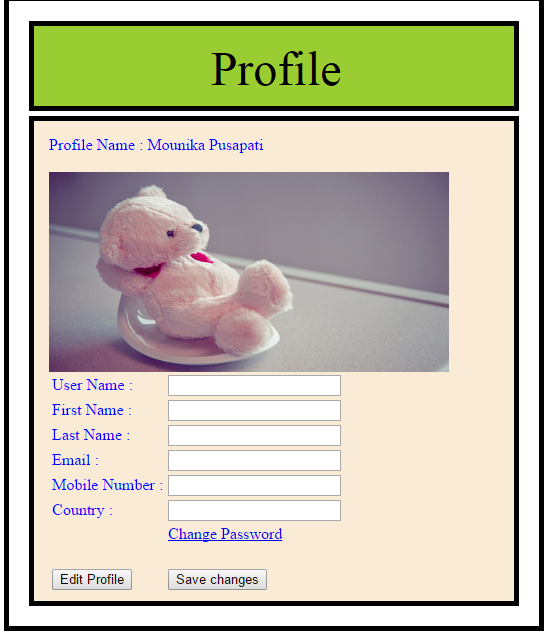 Profile
Profile Name : Mounika Pusapati
User Name :
First Name :
Last Name :
Email :
Mobile Number :
Country :
Change Password
Edit Profile Save changes